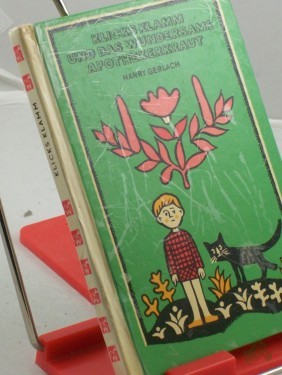 KLICKS KLAMM
UND DAS WUNDERSAME
APOTHEKERKRAUT
HARRY GERLACH
KLICKS KLAMM